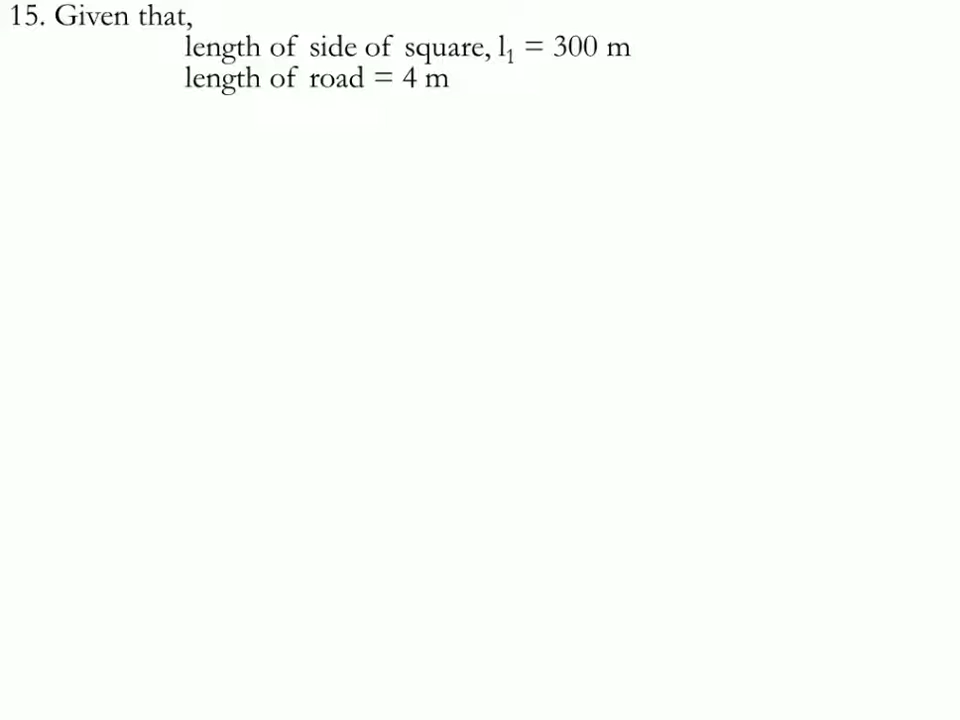 15. Given that,
length of side of square, l₁ = 300 m
length of road = 4 m